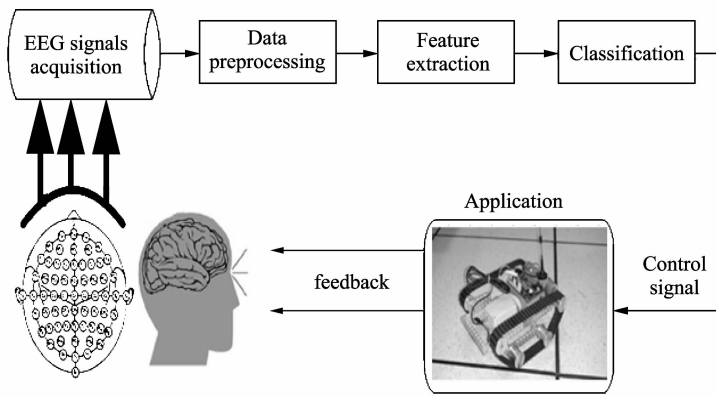 EEG signals
acquisition
Data
preprocessing
Feature
extraction
Classification
Application
feedback
Control
signal